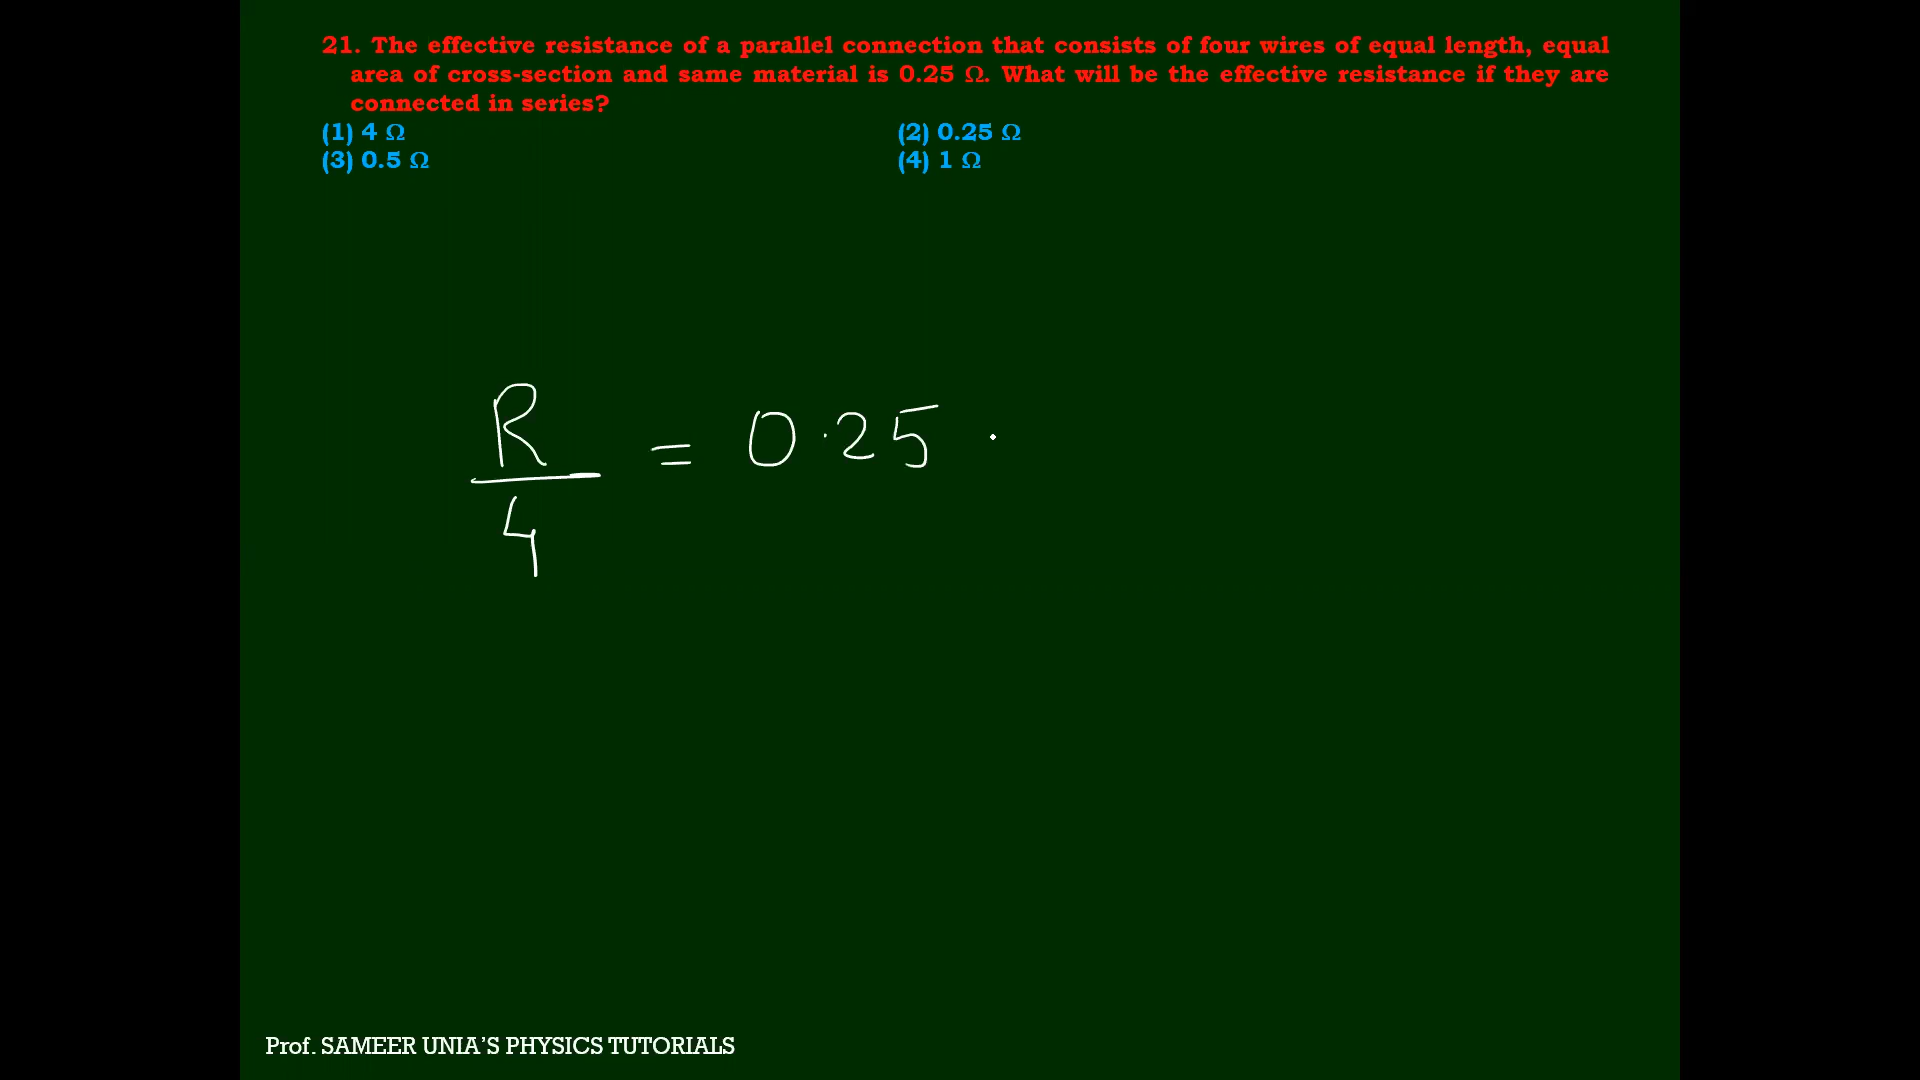 21. The effective resistance of a parallel connection that consists of four wires of equal length, equal
area of cross-section and same material is 0.25 Ω. What will be the effective resistance if they are
connected in series?
(1) 4 Ω (2) 0.25 Ω
(3) 0.5 Ω (4) 1 Ω
R
— = 0.25
4
Prof. SAMEER UNIA’S PHYSICS TUTORIALS